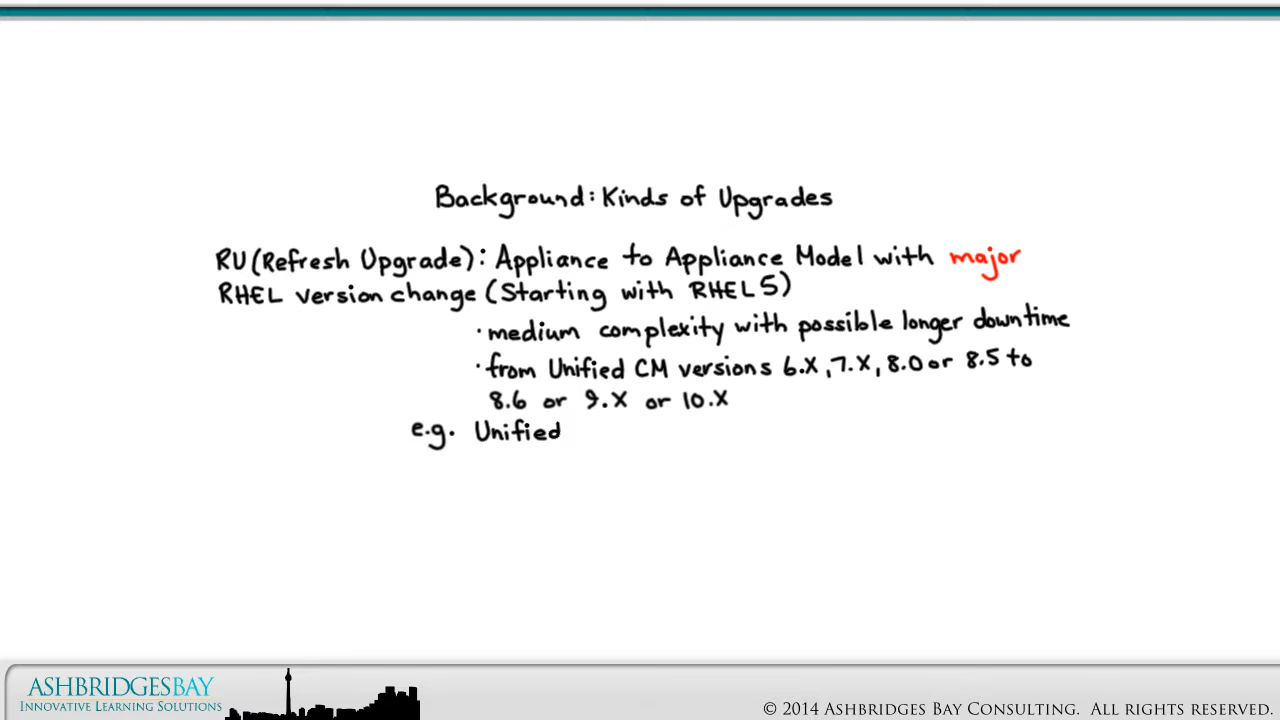 Background: Kinds of Upgrades
RU (Refresh Upgrade): Appliance to Appliance Model with major
RHEL version change (Starting with RHEL 5)
• medium complexity with possible longer downtime
• from Unified CM versions 6.X, 7.X, 8.0 or 8.5 to
8.6 or 9.X or 10.X
e.g. Unified
ASHBRIDGESBAY
INNOVATIVE LEARNING SOLUTIONS
© 2014 ASHBRIDGES BAY CONSULTING. ALL RIGHTS RESERVED.